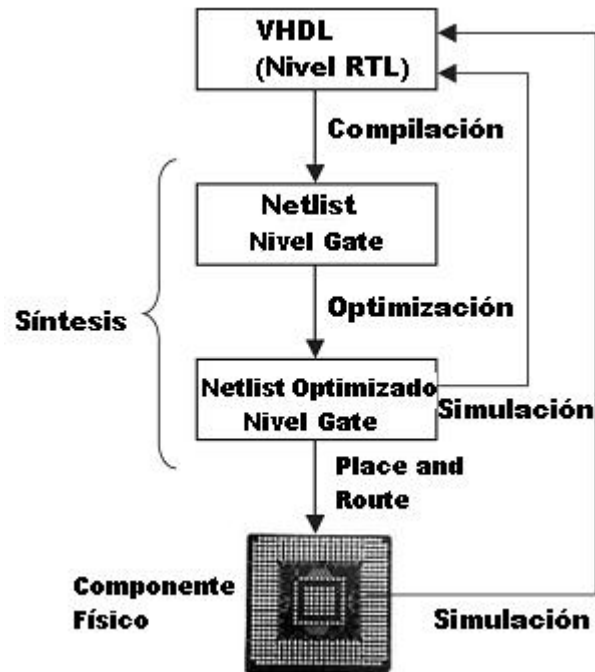 VHDL
(Nivel RTL)
Compilación
Netlist
Nivel Gate
Síntesis
Optimización
Netlist Optimizado
Nivel Gate
Simulación
Place and
Route
Componente
Físico
Simulación